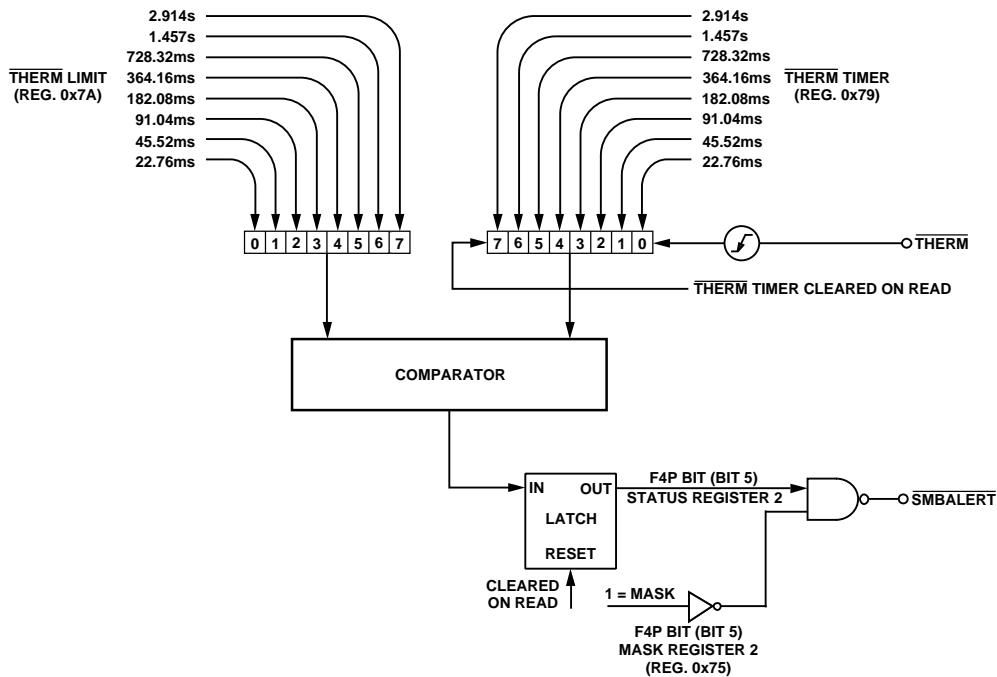 2.914s
1.457s
728.32ms
364.16ms
182.08ms
91.04ms
45.52ms
22.76ms
THERM LIMIT
(REG. 0x7A)
2.914s
1.457s
728.32ms
364.16ms
182.08ms
91.04ms
45.52ms
22.76ms
THERM TIMER
(REG. 0x79)
0 1 2 3 4 5 6 7
7 6 5 4 3 2 1 0
THERM
THERM TIMER CLEARED ON READ
COMPARATOR
IN OUT
LATCH
RESET
F4P BIT (BIT 5)
STATUS REGISTER 2
SMBALERT
CLEARED
ON READ
1 = MASK
F4P BIT (BIT 5)
MASK REGISTER 2
(REG. 0x75)